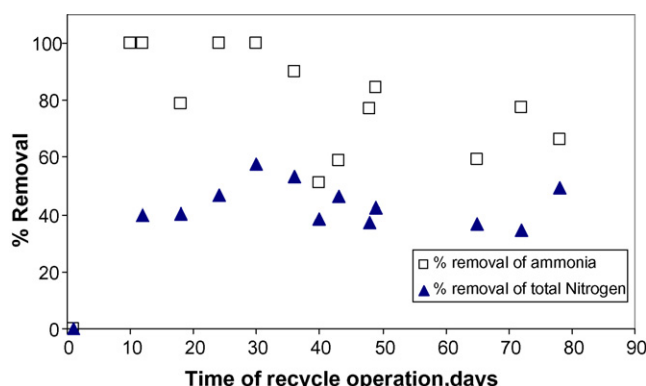 100
80
60
40
20
0
% Removal
□ % removal of ammonia
▲ % removal of total Nitrogen
0 10 20 30 40 50 60 70 80 90
Time of recycle operation,days